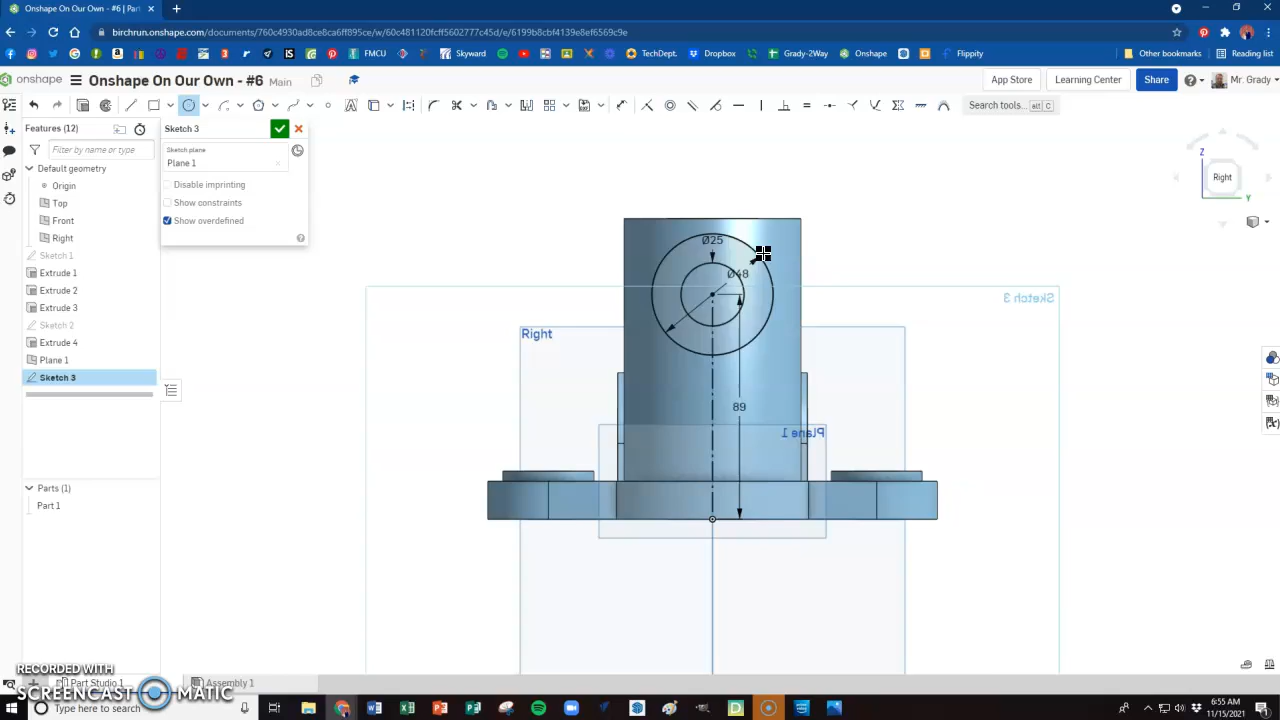 Onshape On Our Own - #6 | Part
birchrun.onshape.com/documents/760c4930ad8ce8ca6ff895ce/w/60c481120fcff5602777c45d/e/6199b8cbf4139e8ef6569c9e
FMCU
Skyward
TechDept.
Dropbox
Grady-2Way
Onshape
Flippity
Other bookmarks
Reading list
onshape
Onshape On Our Own - #6 Main
App Store
Learning Center
Share
Mr. Grady
Search tools...
alt C
Features (12)
Filter by name or type
Default geometry
Origin
Top
Front
Right
Sketch 1
Extrude 1
Extrude 2
Extrude 3
Sketch 2
Extrude 4
Plane 1
Sketch 3
Parts (1)
Part 1
Sketch 3
Sketch plane
Plane 1
Disable imprinting
Show constraints
Show overdefined
Z
Right
Y
Ø25
Ø48
Sketch 3
Right
89
Plane 1
RECORDED WITH
SCREENCAST MATIC
Part Studio 1
Assembly 1
Type here to search
6:55 AM
11/15/2021